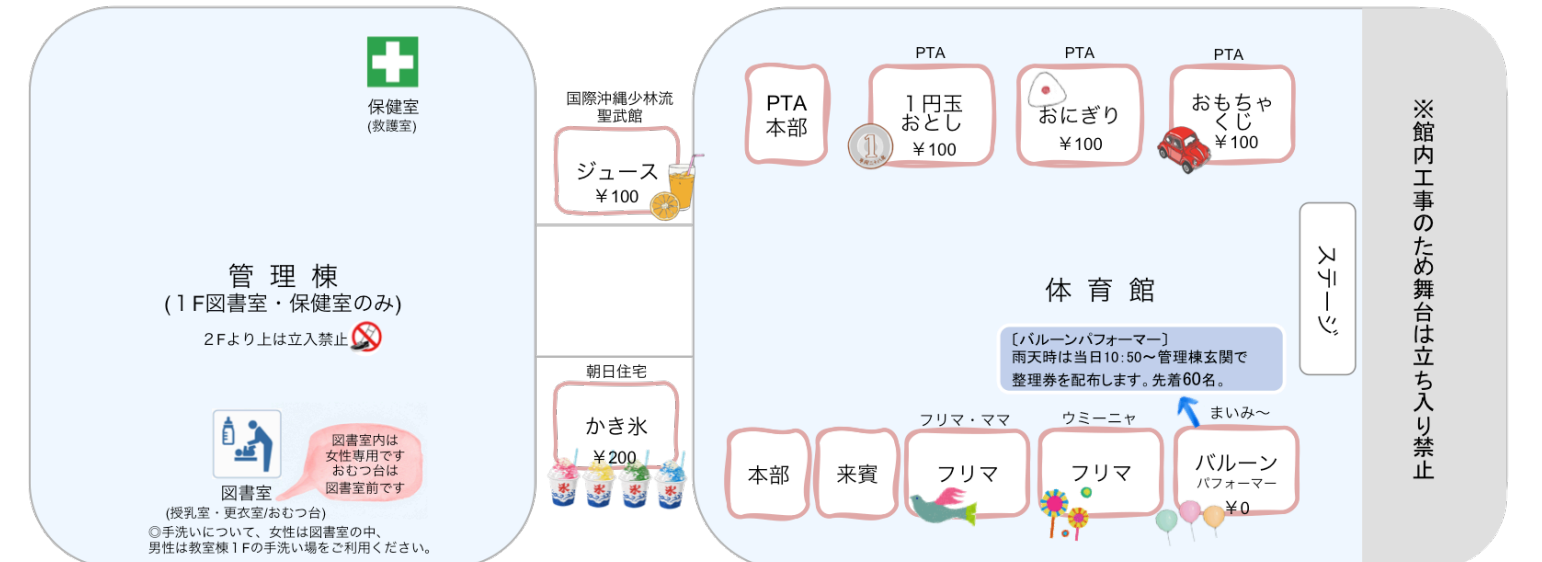 保健室
(救護室)
管理棟
(１F図書室・保健室のみ)
２Fより上は立入禁止
図書室内は
女性専用です
おむつ台は
図書室前です
図書室
(授乳室・更衣室/おむつ台)
◎手洗いについて、女性は図書室の中、
男性は教室棟１Fの手洗い場をご利用ください。
国際沖縄少林流
聖武館
ジュース
￥100
朝日住宅
かき氷
￥200
氷
氷
氷
氷
PTA
本部
PTA
１円玉
おとし
￥100
1
PTA
おにぎり
￥100
PTA
おもちゃ
くじ
￥100
体育館
ステージ
※館内工事のため舞台は立ち入り禁止
〔バルーンパフォーマー〕
雨天時は当日10:50〜管理棟玄関で
整理券を配布します。先着60名。
本部
来賓
フリマ・ママ
フリマ
ウミーニャ
フリマ
まいみ〜
バルーン
パフォーマー
￥0